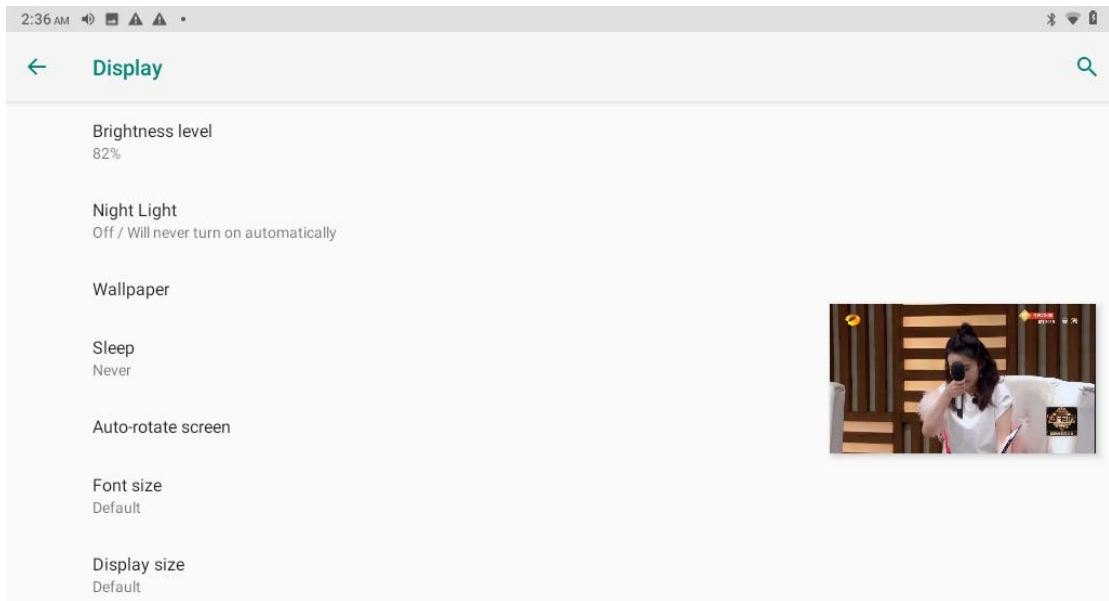 2:36 AM
Display
Brightness level
82%
Night Light
Off / Will never turn on automatically
Wallpaper
Sleep
Never
Auto-rotate screen
Font size
Default
Display size
Default